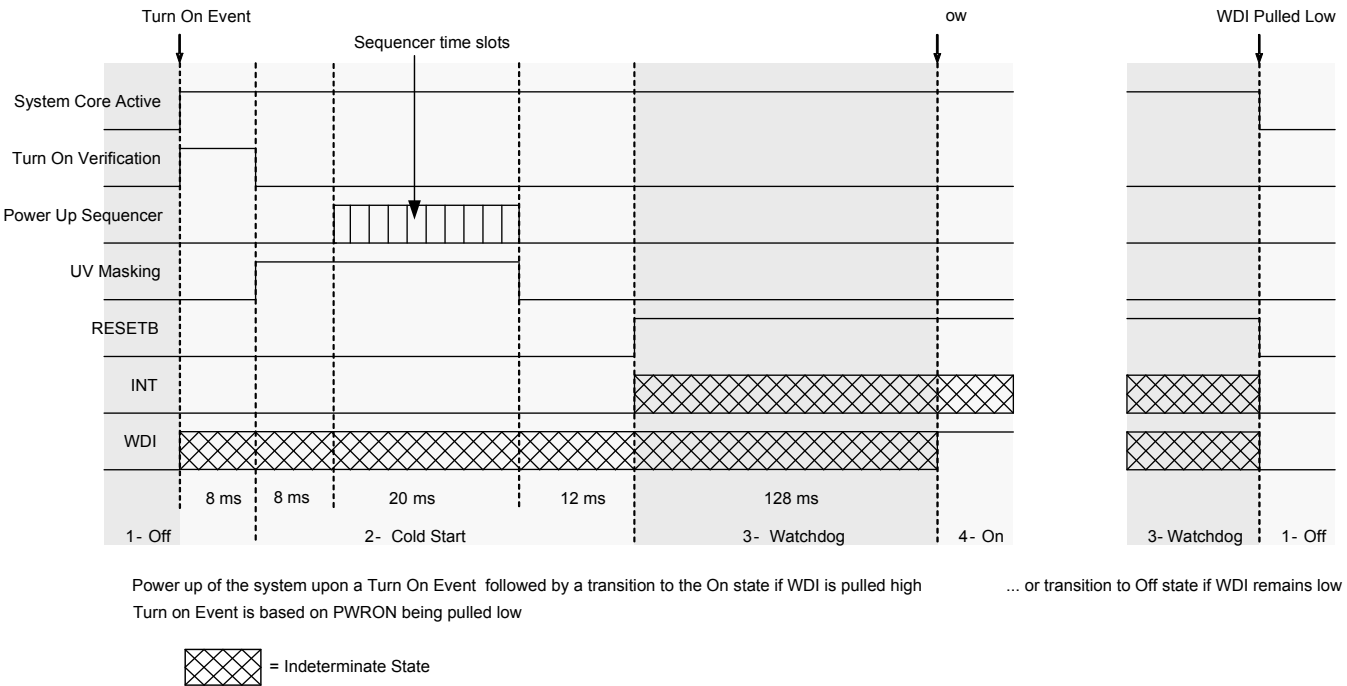 Turn On Event
ow
WDI Pulled Low
Sequencer time slots
System Core Active
Turn On Verification
Power Up Sequencer
UV Masking
RESETB
INT
WDI
8 ms
8 ms
20 ms
12 ms
128 ms
1- Off
2- Cold Start
3- Watchdog
4- On
3- Watchdog
1- Off
Power up of the system upon a Turn On Event followed by a transition to the On state if WDI is pulled high
... or transition to Off state if WDI remains low
Turn on Event is based on PWRON being pulled low
= Indeterminate State